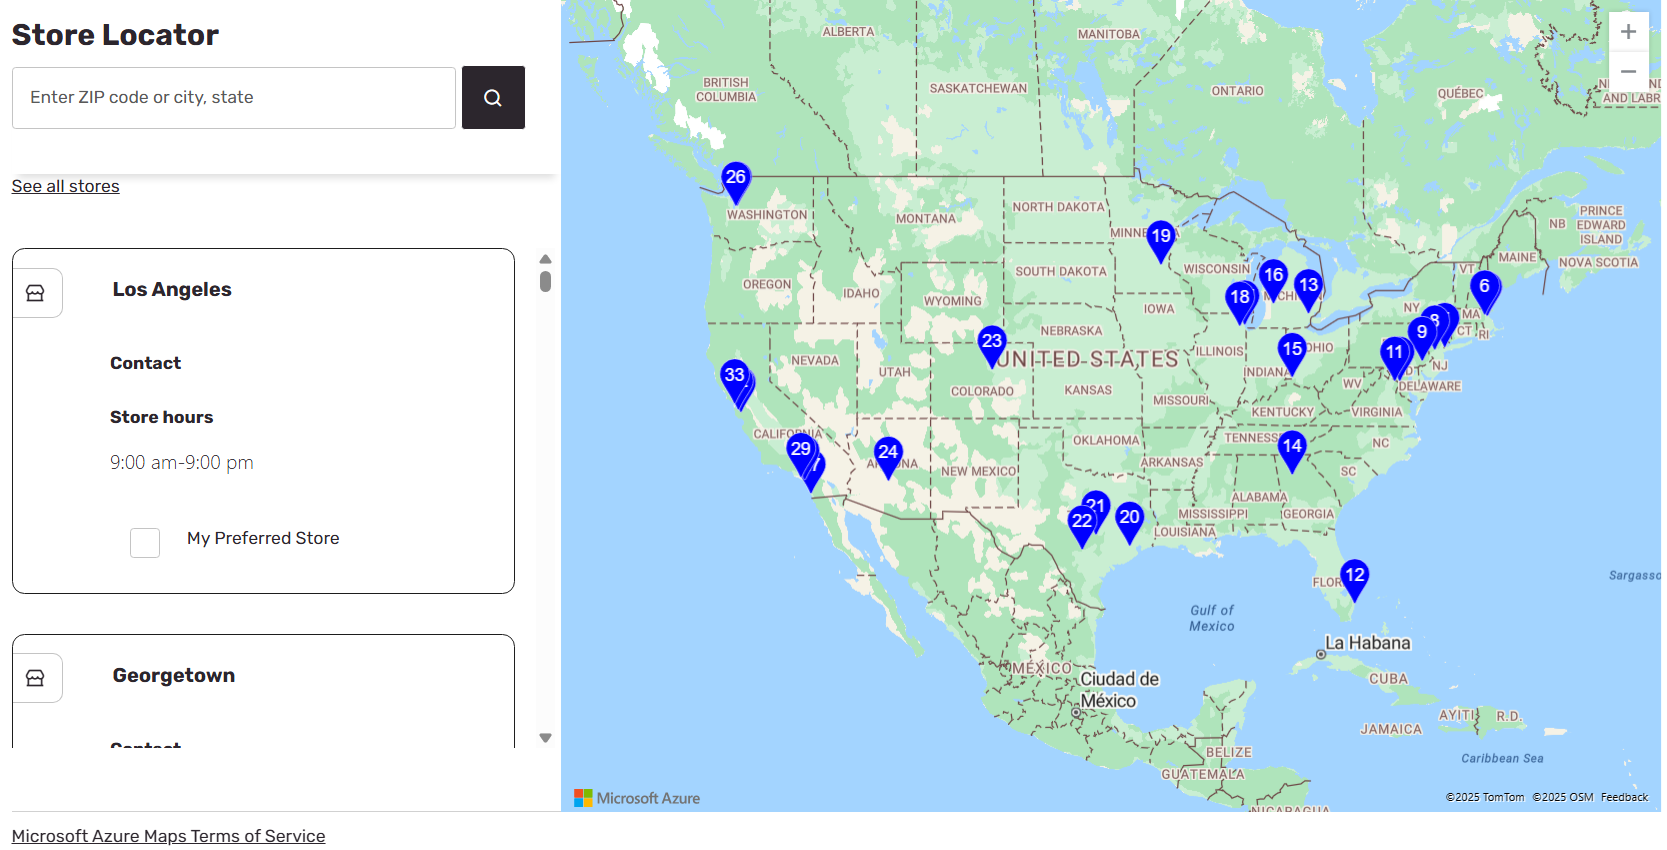 Store Locator
Enter ZIP code or city, state
See all stores
Los Angeles
Contact
Store hours
9:00 am-9:00 pm
My Preferred Store
Georgetown
Contact
Microsoft Azure Maps Terms of Service
ALBERTA
MANITOBA
BRITISH
COLUMBIA
SASKATCHEWAN
ONTARIO
QUÉBEC
AND LABR
26
WASHINGTON
MONTANA
NORTH DAKOTA
19
PRINCE
EDWARD
ISLAND
NB
NOVA SCOTIA
MAINE
VT
WISCONSIN
SOUTH DAKOTA
OREGON
IDAHO
WYOMING
16
13
18
6
IOWA
NY
MA
CT
RI
8
9
NEBRASKA
23
UNITED STATES
ILLINOIS
15
OHIO
11
NJ
NEVADA
UTAH
INDIANA
33
COLORADO
KANSAS
WV
DELAWARE
MISSOURI
KENTUCKY
VIRGINIA
CALIFORNIA
OKLAHOMA
14
NC
29
24
NEW MEXICO
ARKANSAS
SC
7
ALABAMA
21
22
20
MISSISSIPPI
GEORGIA
LOUISIANA
12
Sargasso
Gulf of
Mexico
La Habana
MÉXICO
Ciudad de
México
CUBA
AYITI
R.D.
JAMAICA
BELIZE
Caribbean Sea
GUATEMALA
NICARAGUA
Microsoft Azure
©2025 TomTom ©2025 OSM Feedback